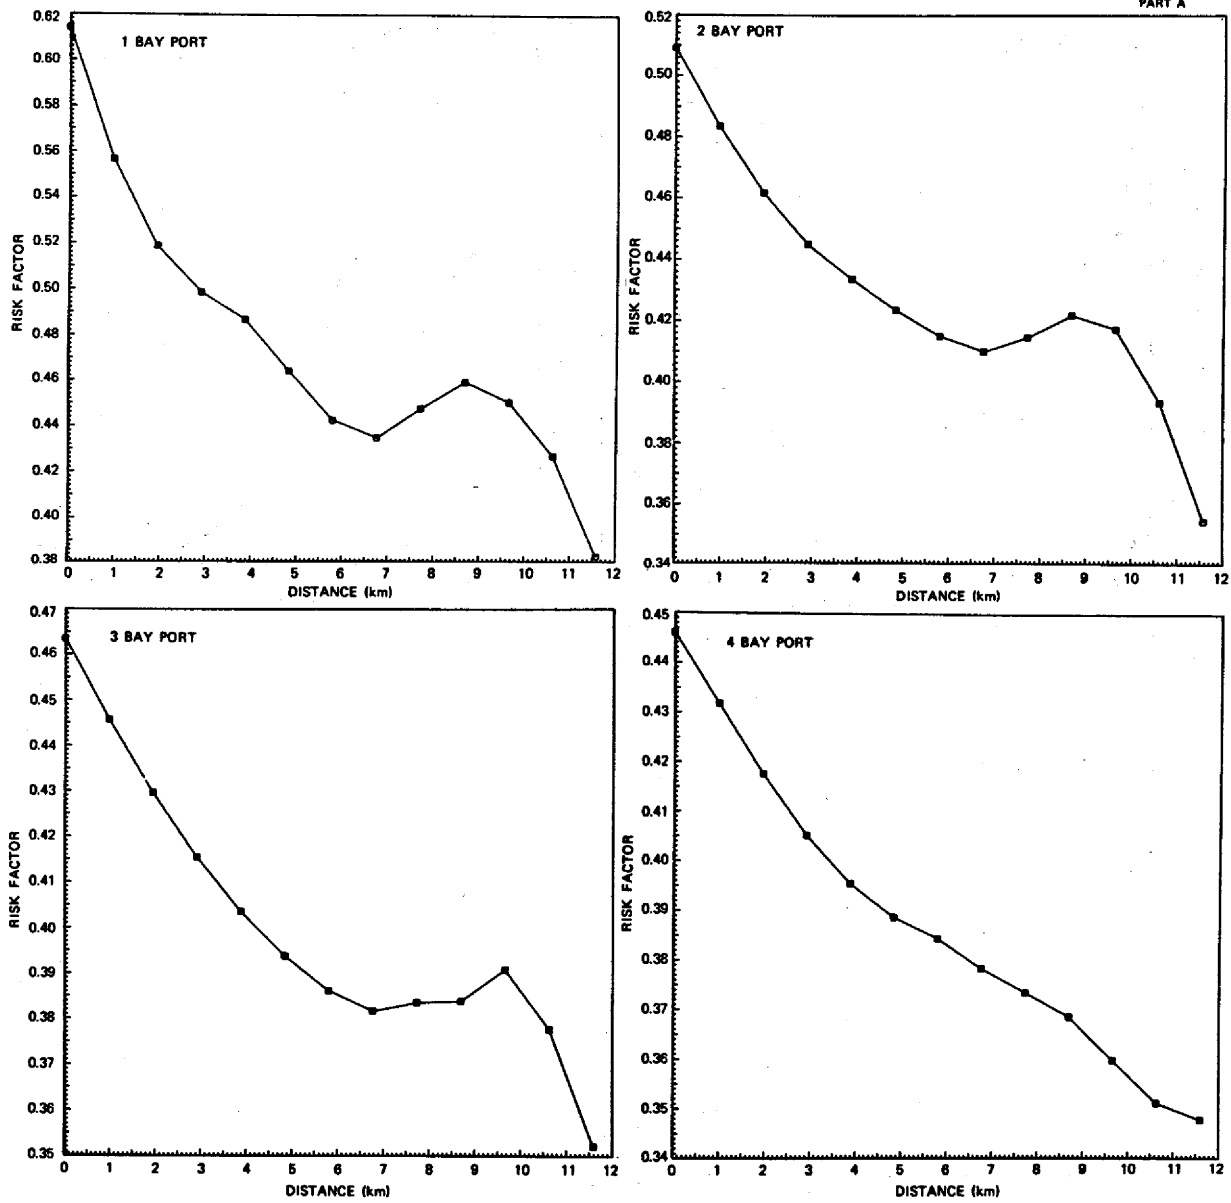 PART A
1 BAY PORT
0.62
0.60
0.58
0.56
0.54
0.52
0.50
0.48
0.46
0.44
0.42
0.40
0.38
RISK FACTOR
0 1 2 3 4 5 6 7 8 9 10 11 12
DISTANCE (km)
2 BAY PORT
0.52
0.50
0.48
0.46
0.44
0.42
0.40
0.38
0.36
0.34
RISK FACTOR
0 1 2 3 4 5 6 7 8 9 10 11 12
DISTANCE (km)
3 BAY PORT
0.47
0.46
0.45
0.44
0.43
0.42
0.41
0.40
0.39
0.38
0.37
0.36
0.35
RISK FACTOR
0 1 2 3 4 5 6 7 8 9 10 11 12
DISTANCE (km)
4 BAY PORT
0.45
0.44
0.43
0.42
0.41
0.40
0.39
0.38
0.37
0.36
0.35
0.34
RISK FACTOR
0 1 2 3 4 5 6 7 8 9 10 11 12
DISTANCE (km)